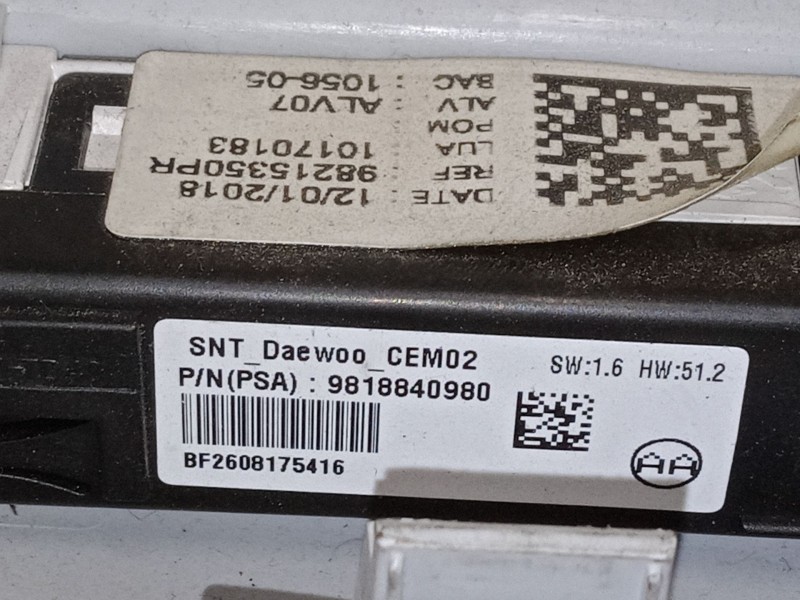 DATE : 12/01/2018
REF : 98215350PR
LUA : 10170183
POM
ALV : ALV07
BAC : 1056-05
SNT_Daewoo_CEM02
SW:1.6 HW:51.2
P/N(PSA) : 9818840980
BF2608175416
AA